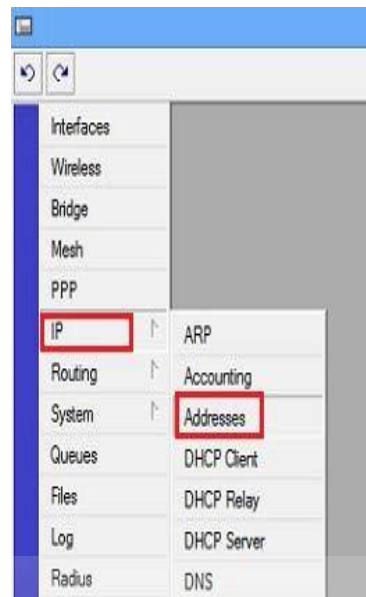 Interfaces
Wireless
Bridge
Mesh
PPP
IP
Routing
System
Queues
Files
Log
Radius
ARP
Accounting
Addresses
DHCP Client
DHCP Relay
DHCP Server
DNS